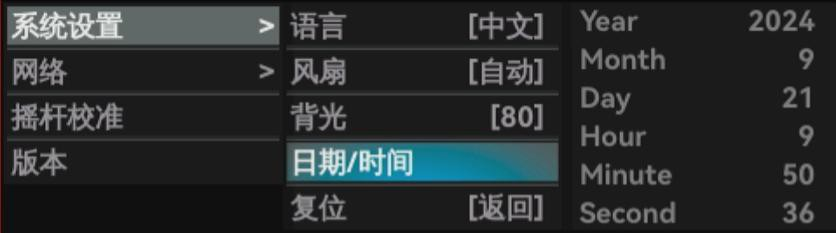 系统设置 >
网络 >
摇杆校准
版本
语言 [中文]
风扇 [自动]
背光 [80]
日期/时间
复位 [返回]
Year 2024
Month 9
Day 21
Hour 9
Minute 50
Second 36